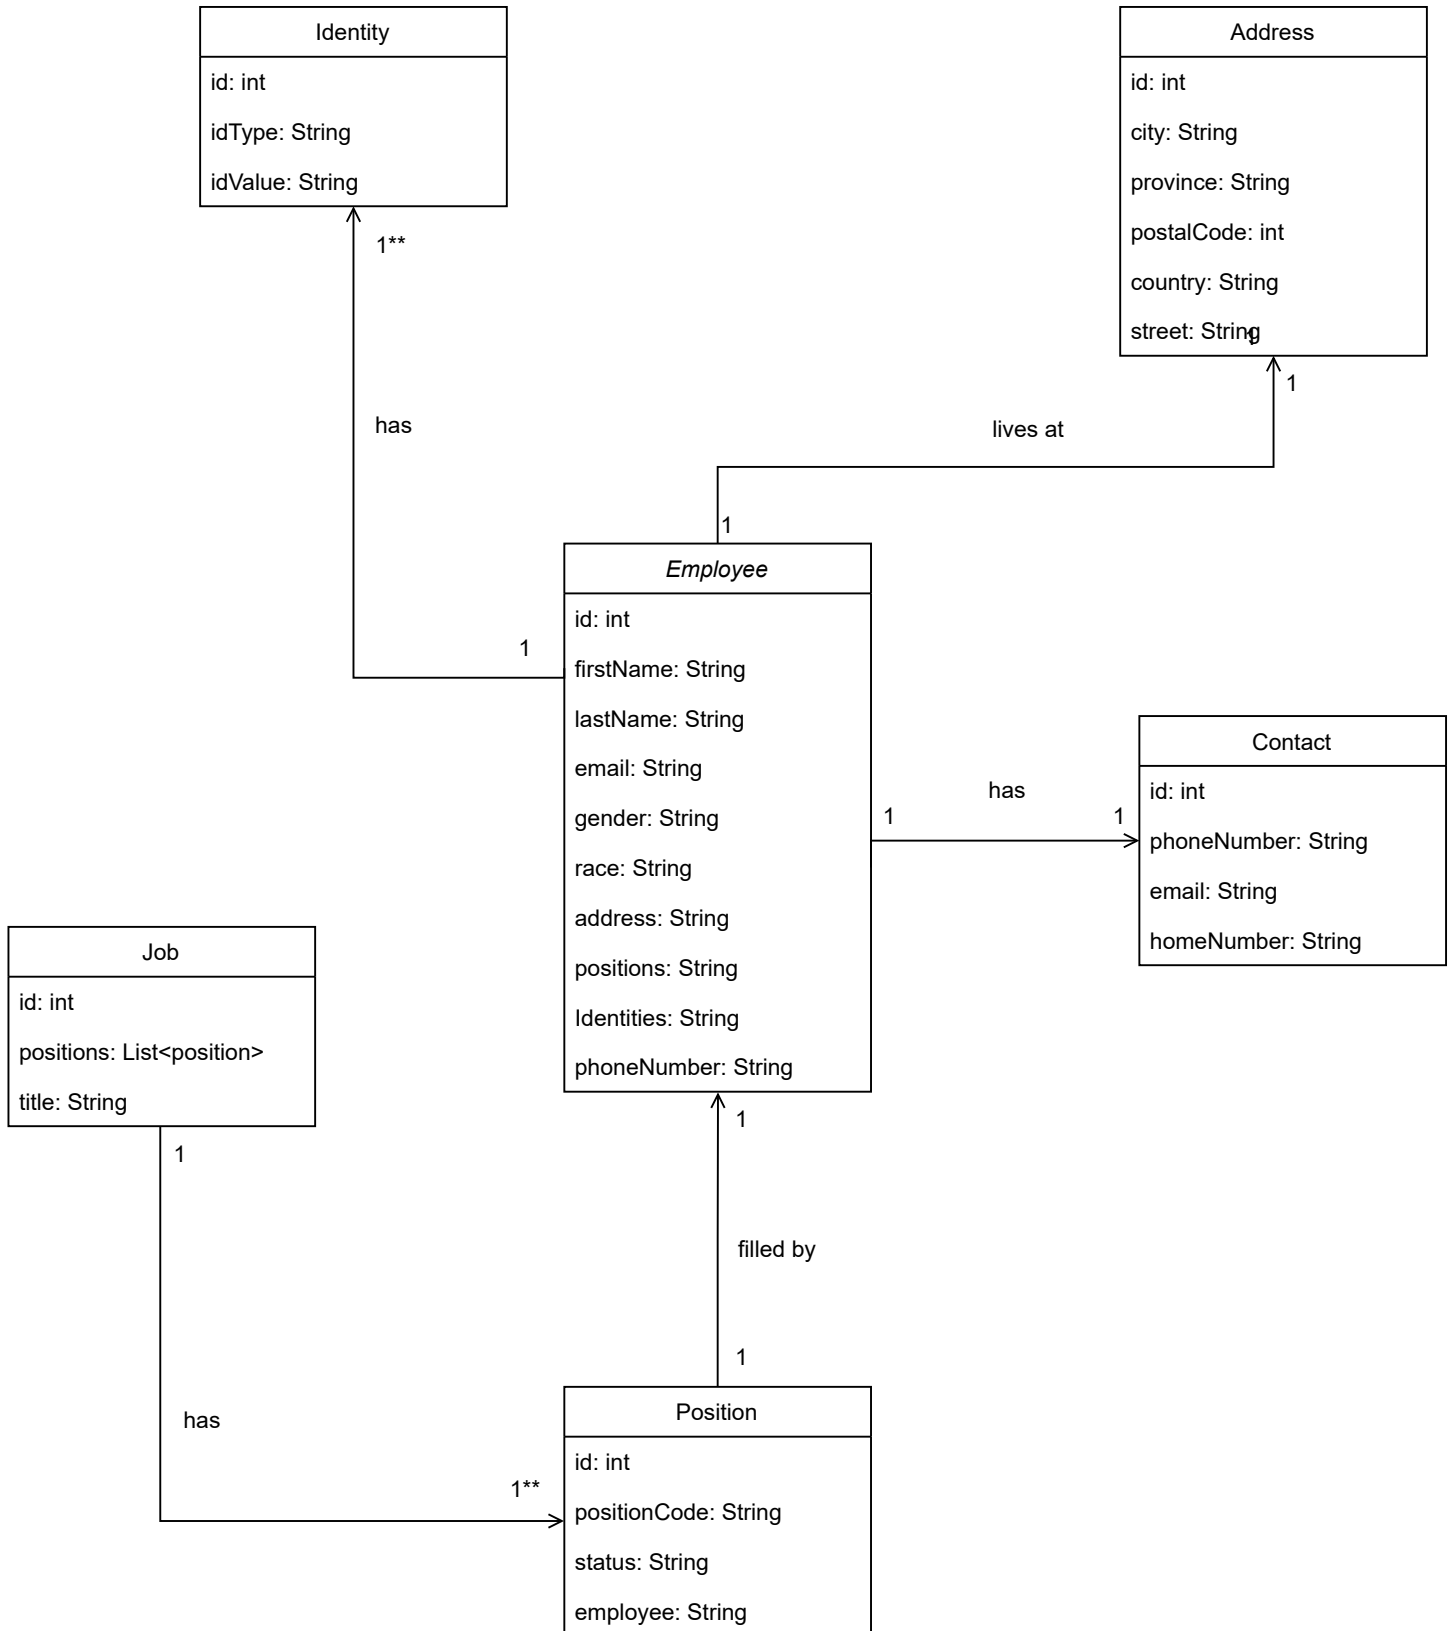 Identity
id: int
idType: String
idValue: String
1**
has
1
Address
id: int
city: String
province: String
postalCode: int
country: String
street: String
1
1
lives at
1
Employee
id: int
firstName: String
lastName: String
email: String
gender: String
race: String
address: String
positions: String
Identities: String
phoneNumber: String
has
1
1
Contact
id: int
phoneNumber: String
email: String
homeNumber: String
Job
id: int
positions: List<position>
title: String
1
has
1**
1
filled by
1
Position
id: int
positionCode: String
status: String
employee: String